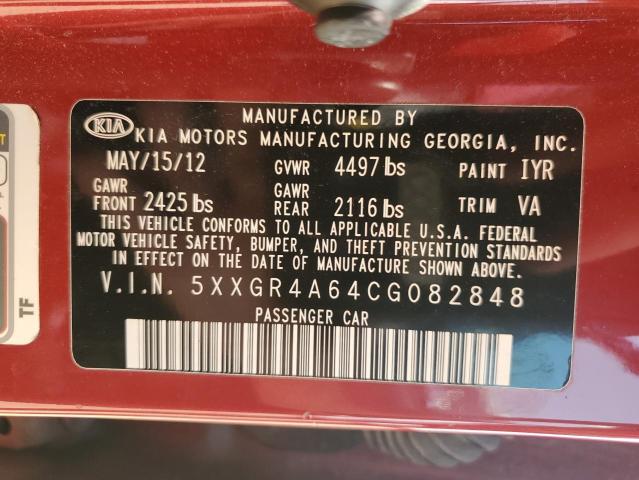 KIA
MANUFACTURED BY
KIA MOTORS MANUFACTURING GEORGIA, INC.
MAY/15/12 GVWR 4497 lbs PAINT IYR
GAWR FRONT 2425 lbs GAWR REAR 2116 lbs TRIM VA
THIS VEHICLE CONFORMS TO ALL APPLICABLE U.S.A. FEDERAL
MOTOR VEHICLE SAFETY, BUMPER, AND THEFT PREVENTION STANDARDS
IN EFFECT ON THE DATE OF MANUFACTURE SHOWN ABOVE.
V.I.N. 5XXGR4A64CG082848
PASSENGER CAR
TF